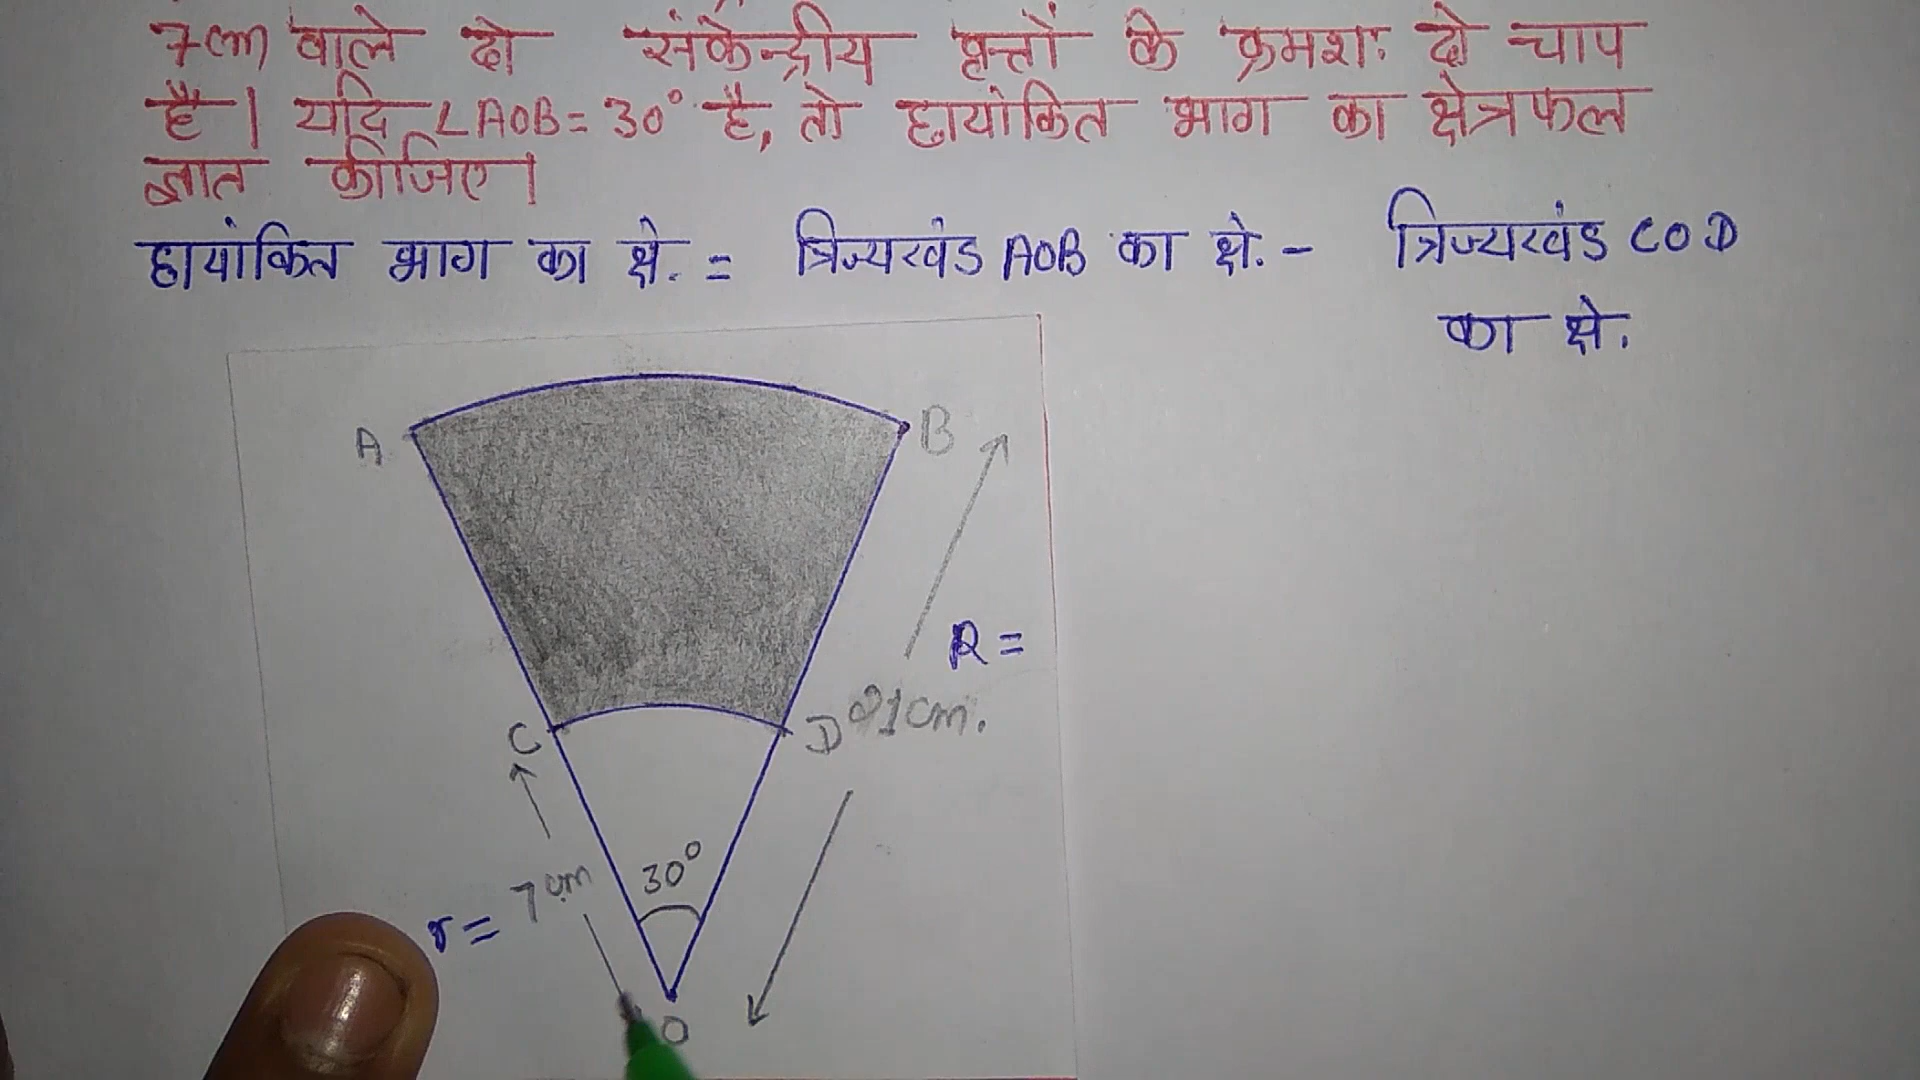 7cm वाले दो संकेन्द्रीय वृत्तों के क्रमशः दो चाप
है। यदि ∠AOB = 30° है, तो छायांकित भाग का क्षेत्रफल
ज्ञात कीजिए।
छायांकित भाग का क्षे. = त्रिज्यखंड AOB का क्षे. - त्रिज्यखंड COD
का क्षे.
A
B
R =
21cm.
C
D
30°
r = 7cm
O